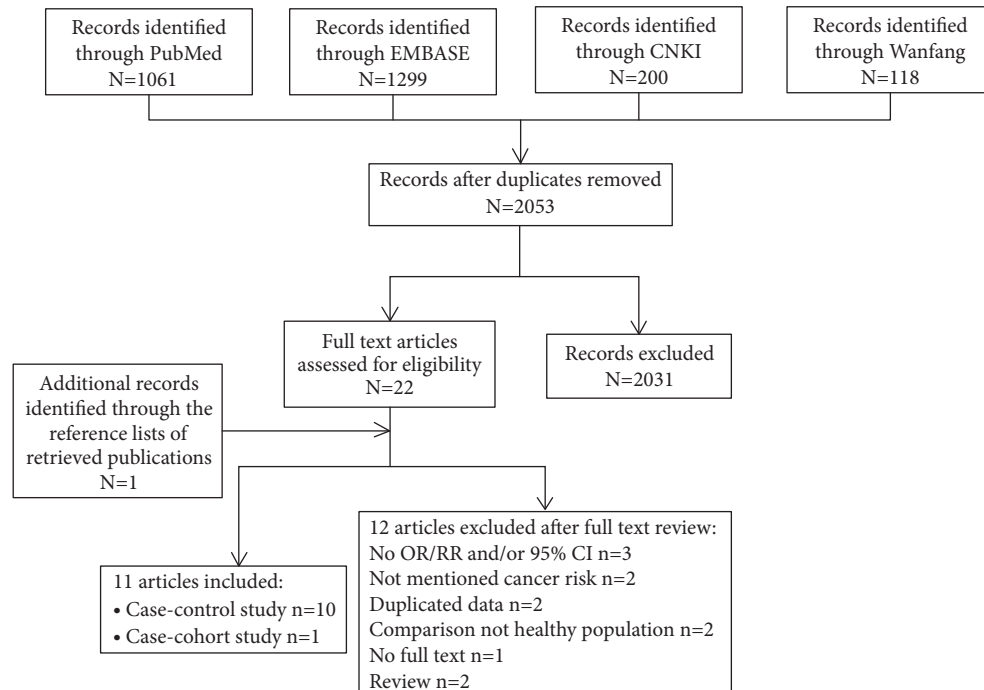 Records identified
through PubMed
N=1061
Records identified
through EMBASE
N=1299
Records identified
through CNKI
N=200
Records identified
through Wanfang
N=118
Records after duplicates removed
N=2053
Full text articles
assessed for eligibility
N=22
Records excluded
N=2031
Additional records
identified through the
reference lists of
retrieved publications
N=1
11 articles included:
• Case-control study n=10
• Case-cohort study n=1
12 articles excluded after full text review:
No OR/RR and/or 95% CI n=3
Not mentioned cancer risk n=2
Duplicated data n=2
Comparison not healthy population n=2
No full text n=1
Review n=2